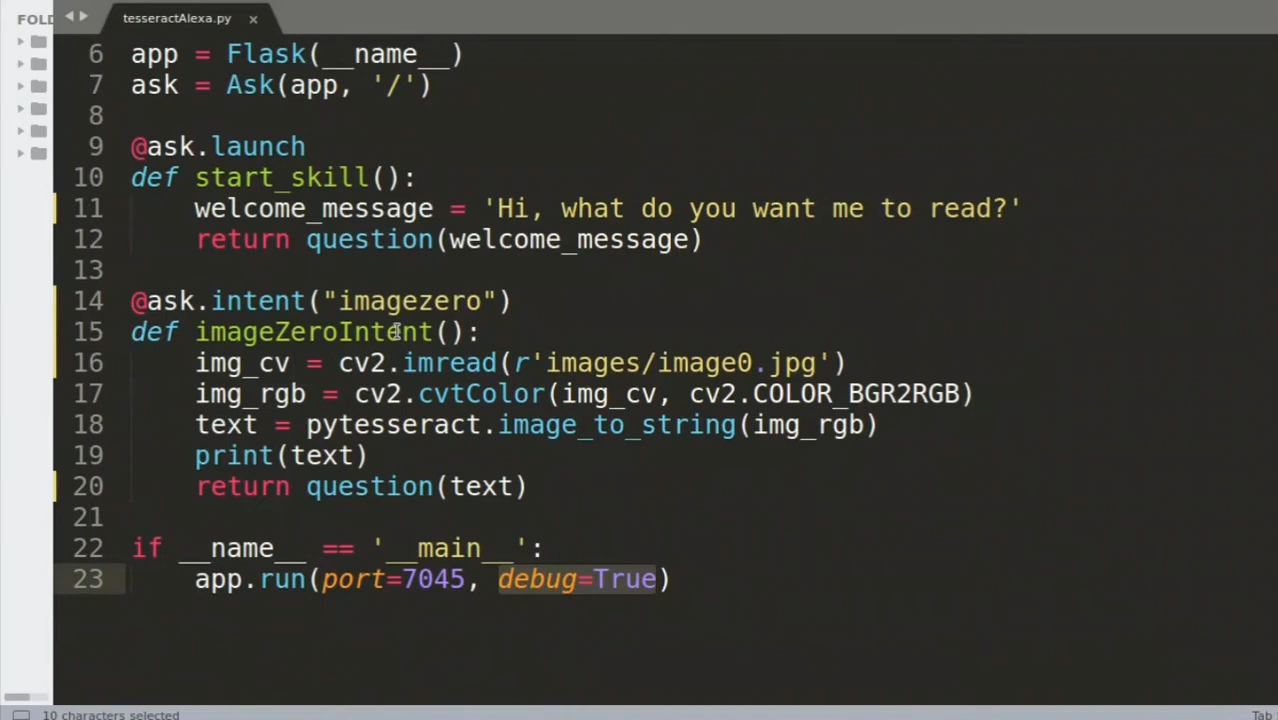 FOLD
tesseractAlexa.py ×
6 app = Flask(__name__)
7 ask = Ask(app, '/')
8
9 @ask.launch
10 def start_skill():
11 welcome_message = 'Hi, what do you want me to read?'
12 return question(welcome_message)
13
14 @ask.intent("imagezero")
15 def imageZeroIntent():
16 img_cv = cv2.imread(r'images/image0.jpg')
17 img_rgb = cv2.cvtColor(img_cv, cv2.COLOR_BGR2RGB)
18 text = pytesseract.image_to_string(img_rgb)
19 print(text)
20 return question(text)
21
22 if __name__ == '__main__':
23 app.run(port=7045, debug=True)
10 characters selected
Tab